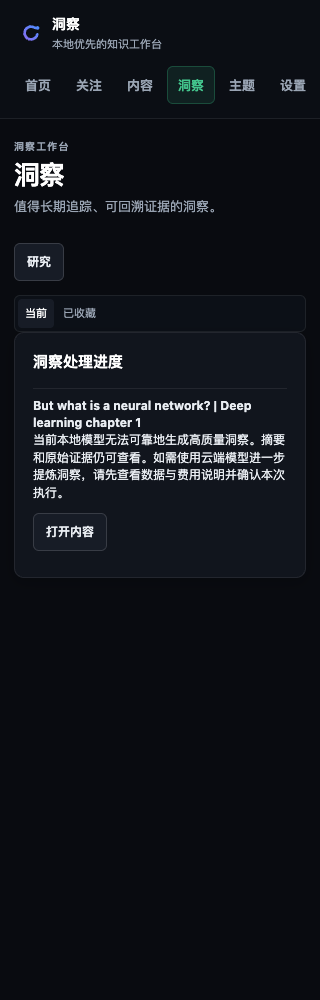 洞察
本地优先的知识工作台
首页 关注 内容 洞察 主题 设置
洞察工作台
洞察
值得长期追踪、可回溯证据的洞察。
研究
当前 已收藏
洞察处理进度
But what is a neural network? | Deep
learning chapter 1
当前本地模型无法可靠地生成高质量洞察。摘要
和原始证据仍可查看。如需使用云端模型进一步
提炼洞察，请先查看数据与费用说明并确认本次
执行。
打开内容